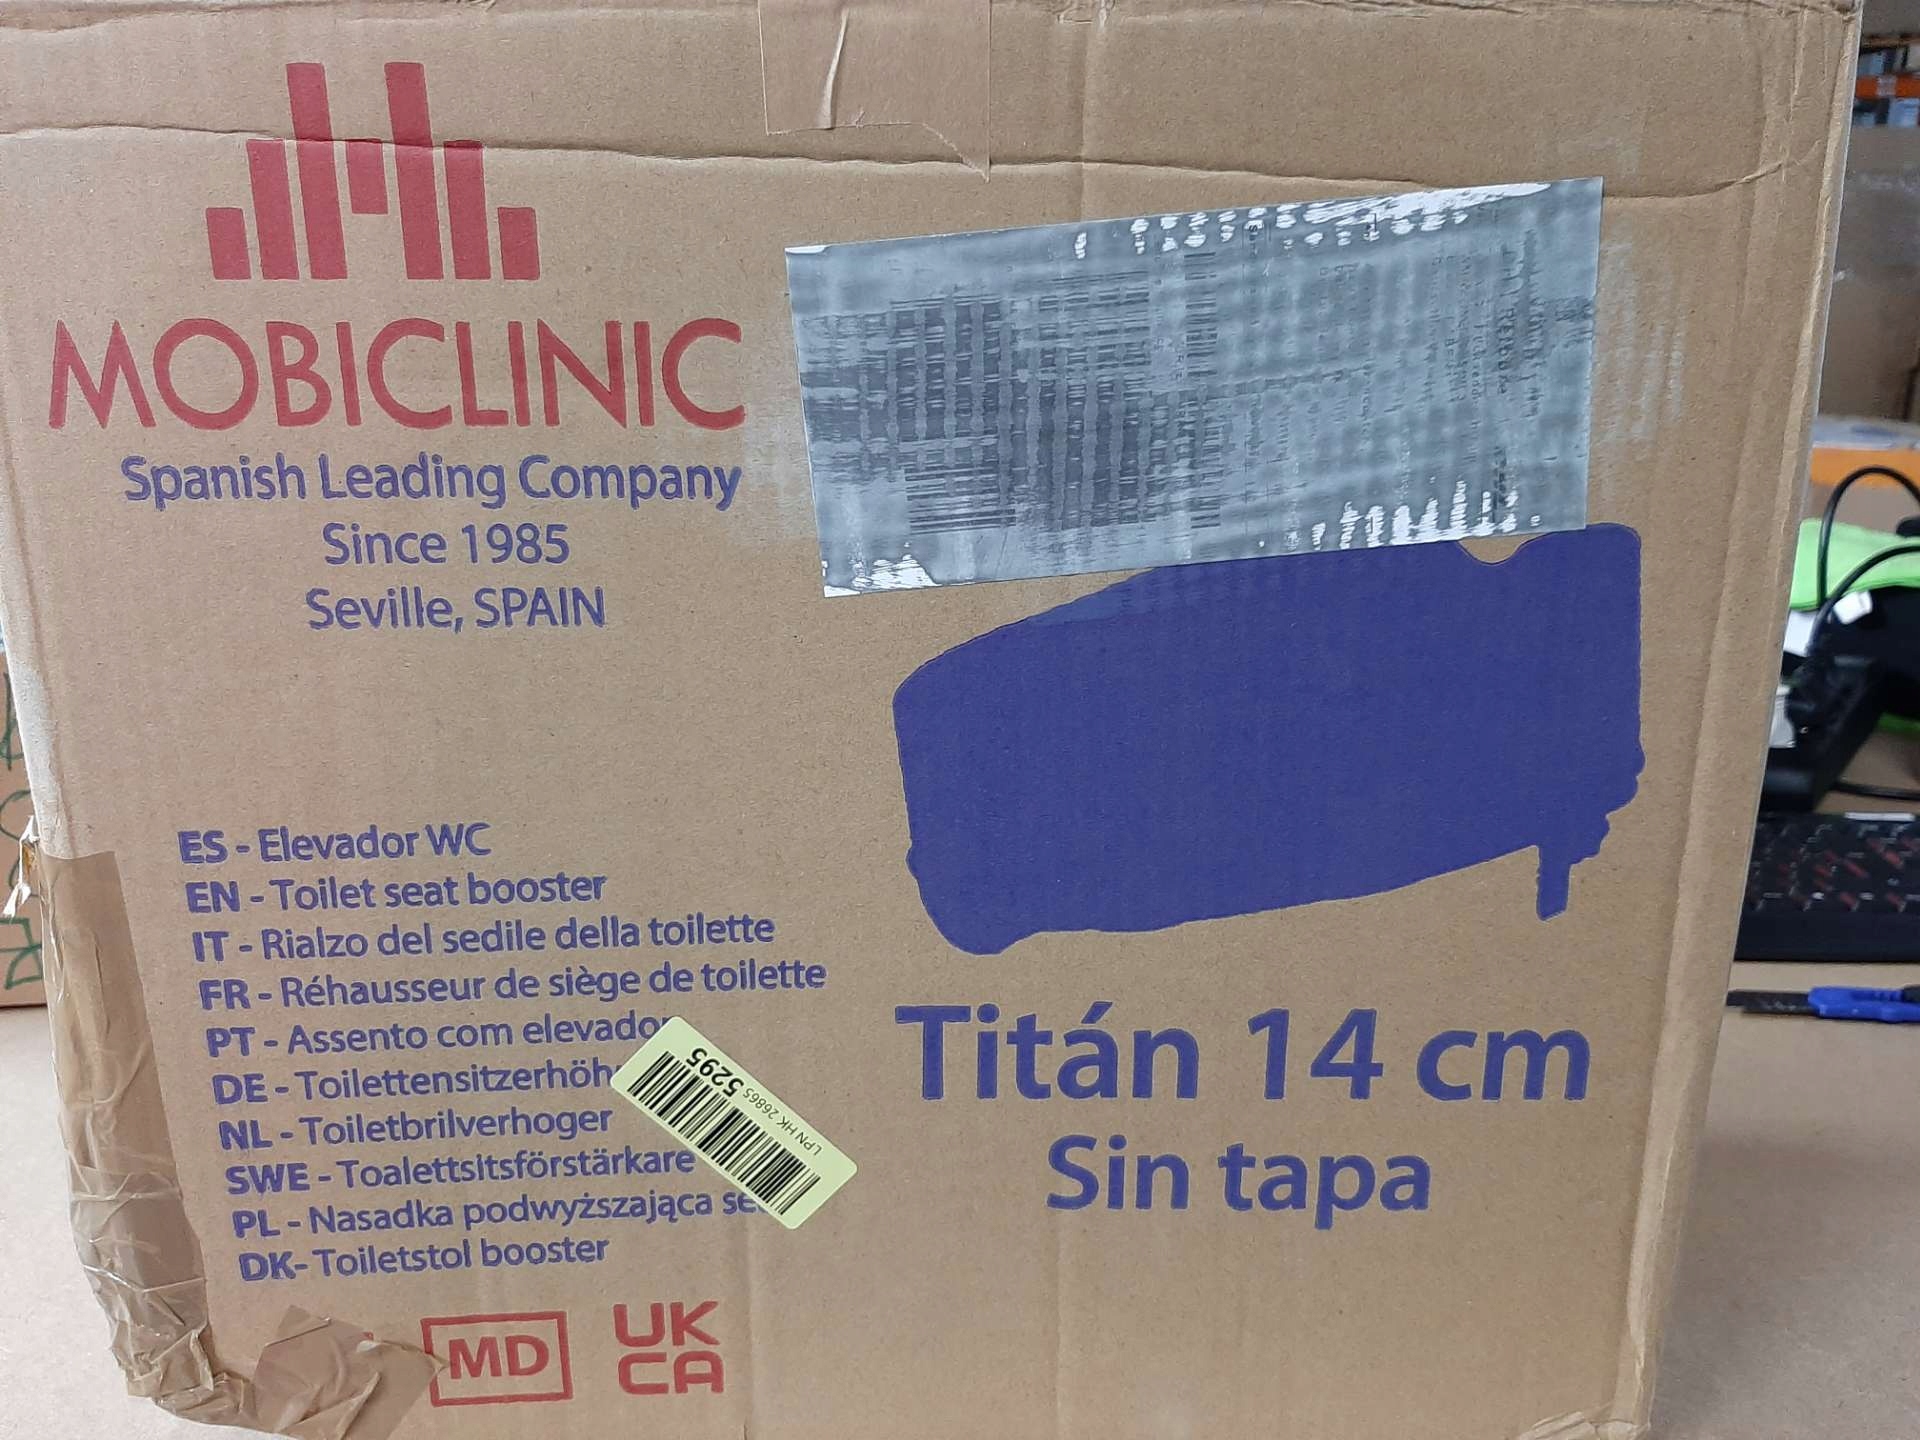 MOBICLINIC
Spanish Leading Company
Since 1985
Seville, SPAIN
ES - Elevador WC
EN - Toilet seat booster
IT - Rialzo del sedile della toilette
FR - Réhausseur de siège de toilette
PT - Assento com elevador
DE - Toilettensitzerhöh
NL - Toiletbrilverhoger
SWE - Toalettsitsförstärkare
PL - Nasadka podwyższająca se
DK- Toiletstol booster
LPN HK 26865 5295
MD
UK
CA
Titán 14 cm
Sin tapa